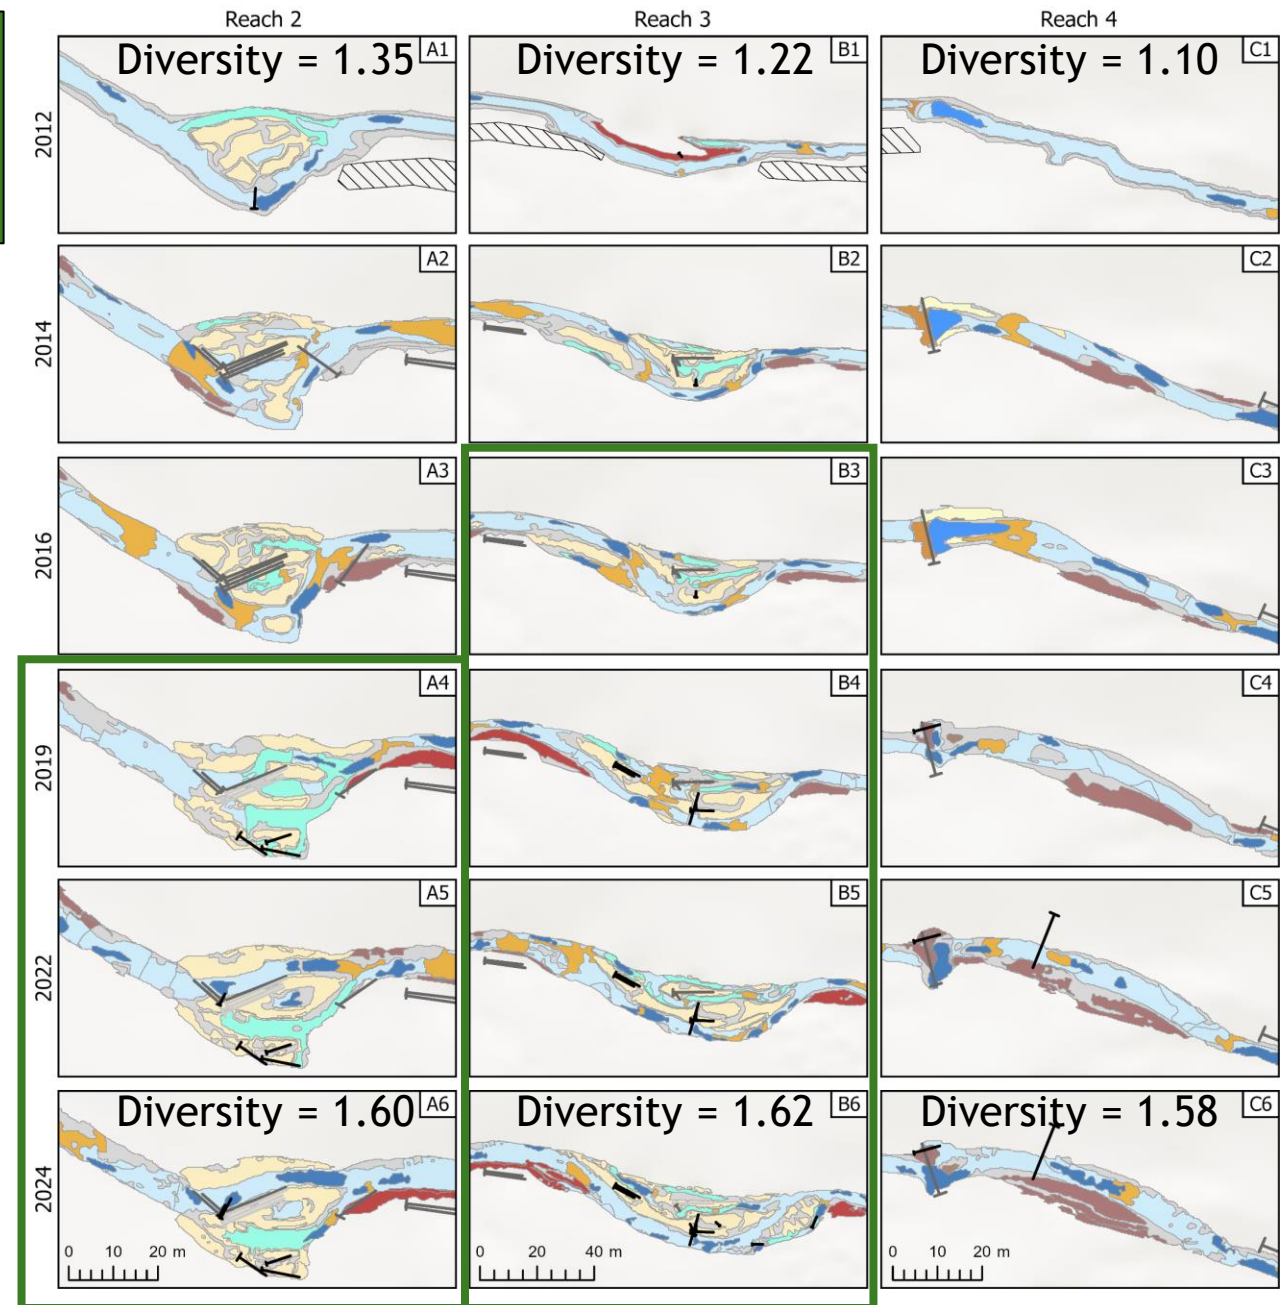 Reach 2 Reach 3 Reach 4
2012
Diversity = 1.35 A1
Diversity = 1.22 B1
Diversity = 1.10 C1
2014
A2
B2
C2
2016
A3
B3
C3
2019
A4
B4
C4
2022
A5
B5
C5
2024
Diversity = 1.60 A6
Diversity = 1.62 B6
Diversity = 1.58 C6
0 10 20 m
0 20 40 m
0 10 20 m